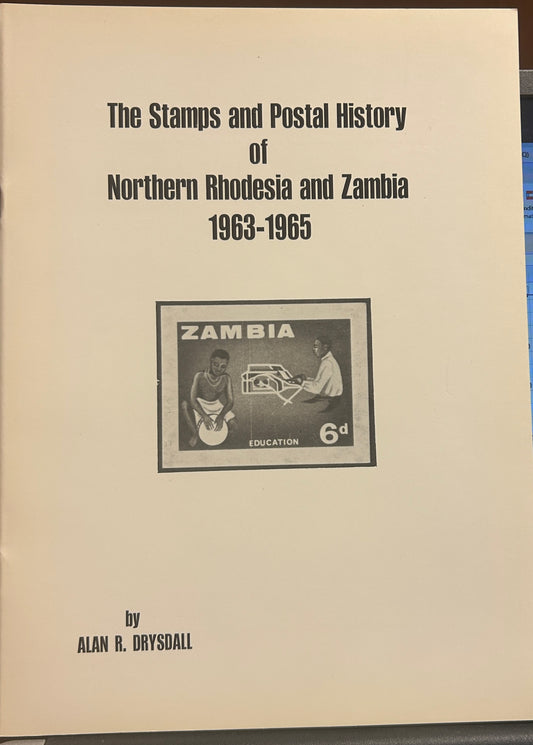 The Stamps and Postal History
of
Northern Rhodesia and Zambia
1963-1965
ZAMBIA
EDUCATION
6d
by
ALAN R. DRYSDALL